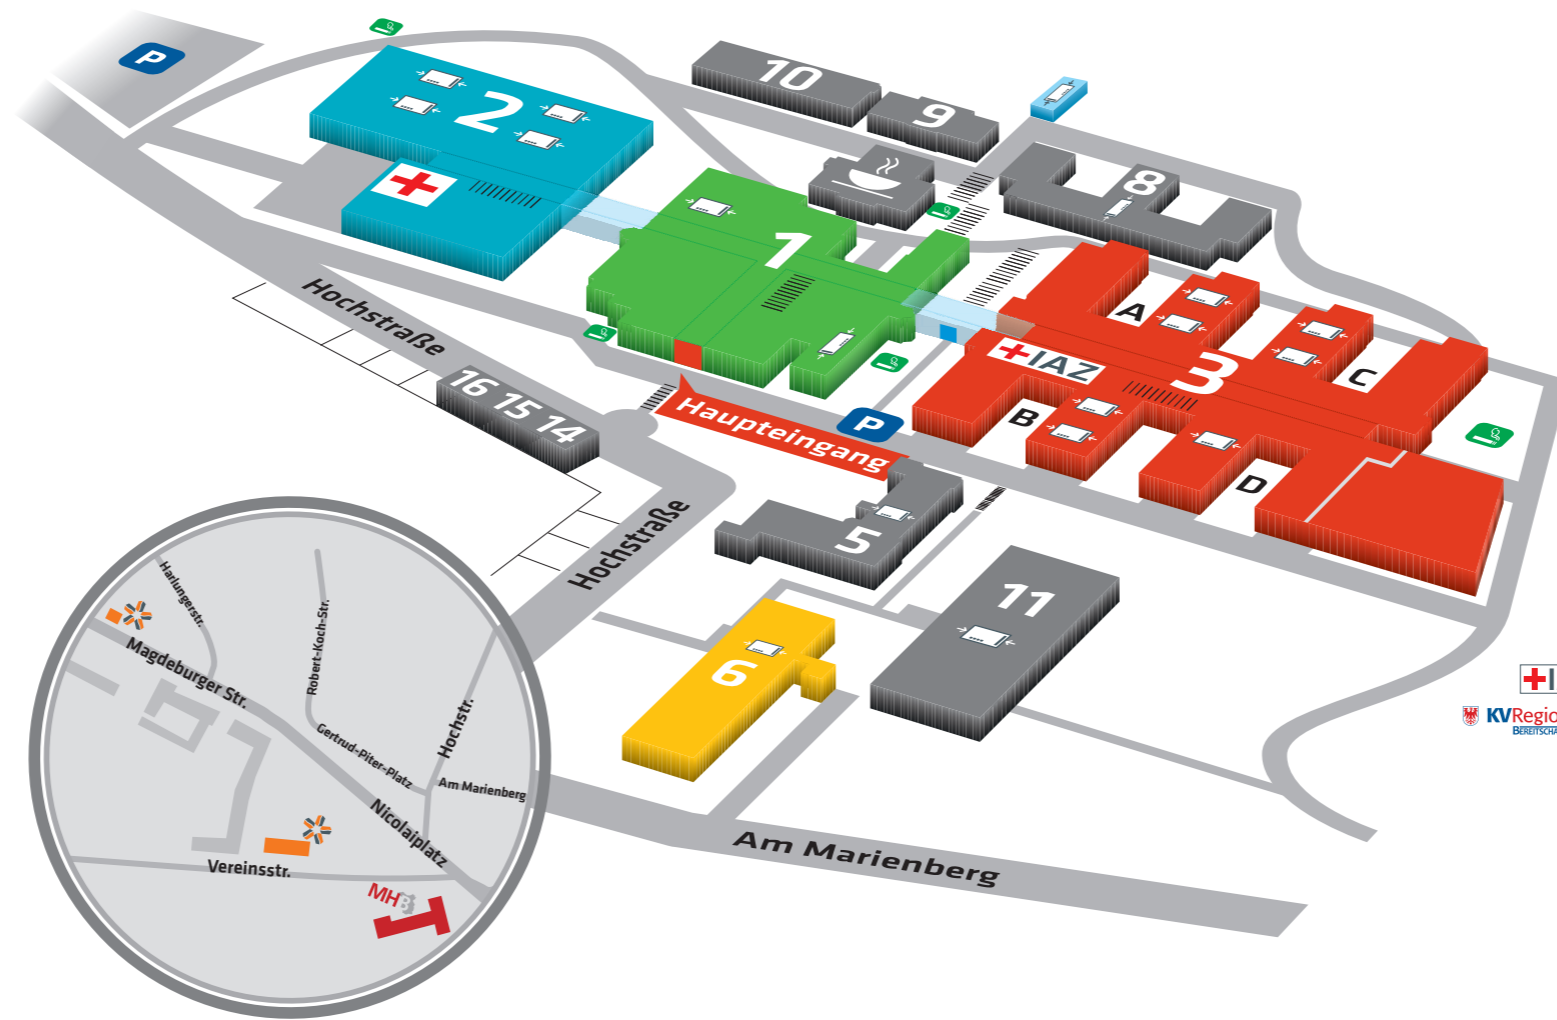 P
10
9
2
8
1
Hochstraße
A
3
+IAZ
C
16 15 14
B
P
Haupteingang
D
5
Hochstraße
11
6
Harlungerstr.
Robert-Koch-Str.
Magdeburger Str.
Hochstr.
Gertrud-Piter-Platz
Am Marienberg
Nicolaiplatz
Vereinsstr.
MHB
Am Marienberg
+I
KVRegio
BEREITSCHA